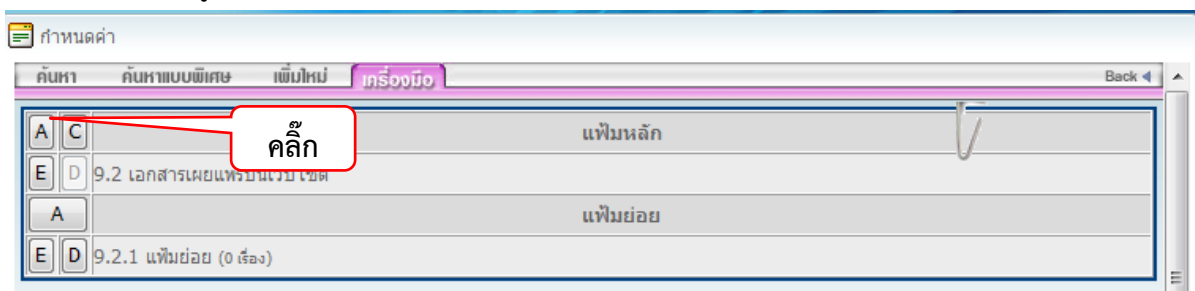 กำหนดค่า
ค้นหา ค้นหาแบบพิเศษ เพิ่มใหม่ เครื่องมือ Back
A C แฟ้มหลัก
คลิ๊ก
E D 9.2 เอกสารเผยแพร่บนเว็บไซต์
A แฟ้มย่อย
E D 9.2.1 แฟ้มย่อย (0 เรื่อง)